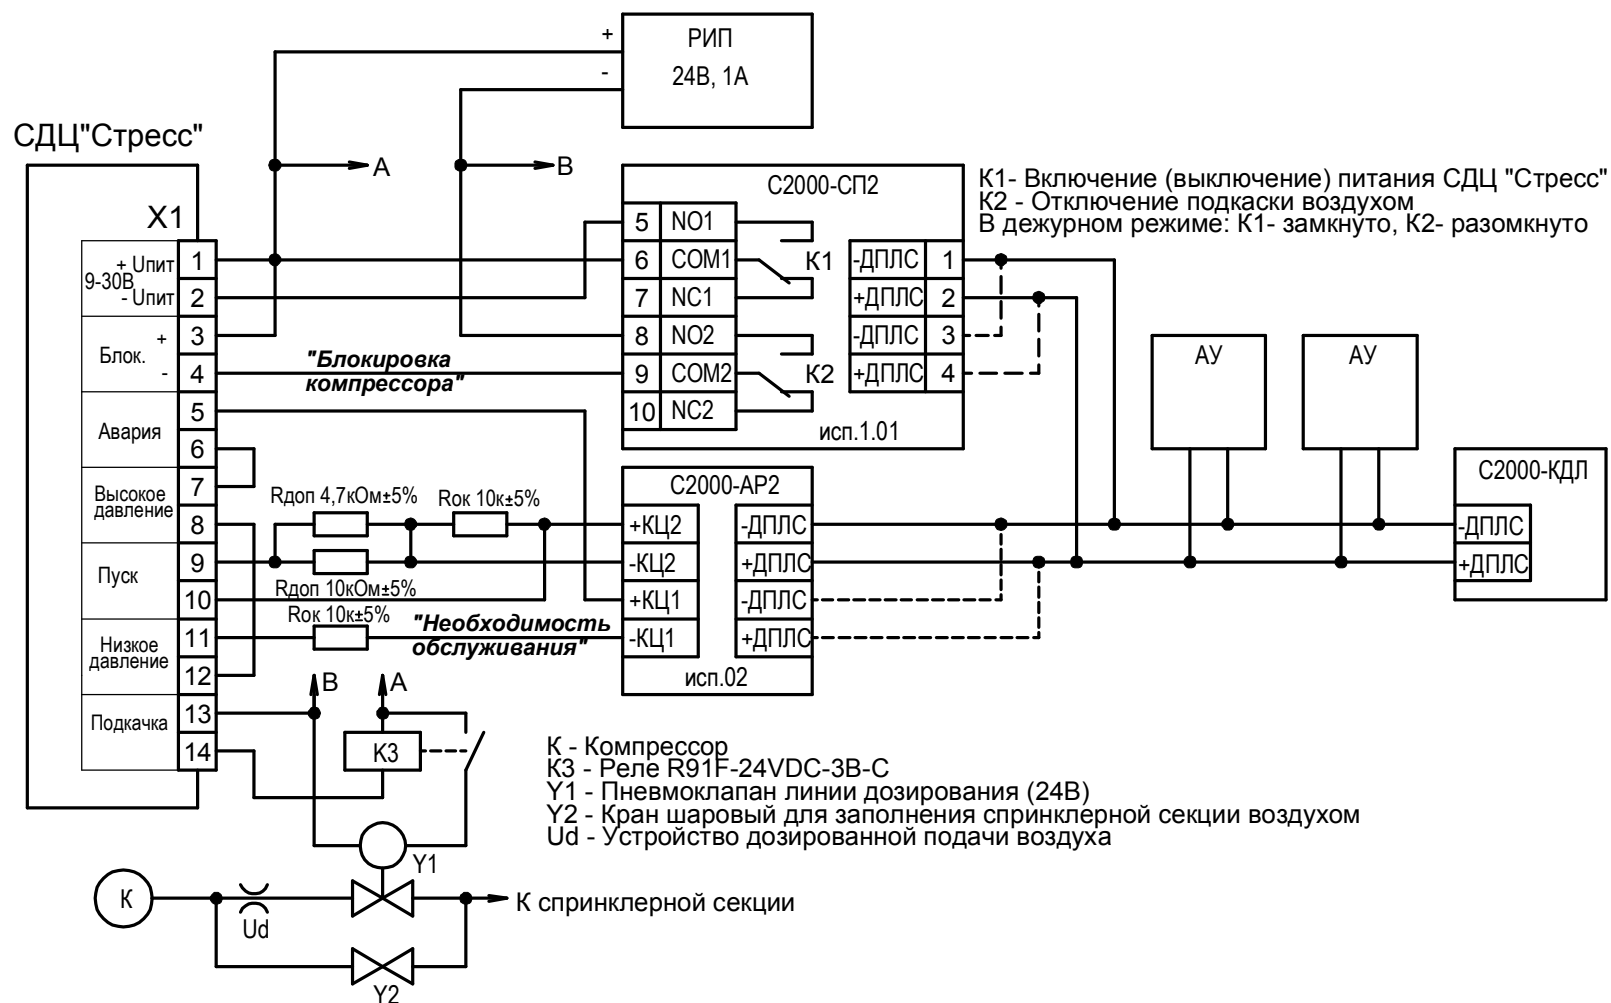 +
РИП
-
24В, 1А
СДЦ"Стресс"
А
В
С2000-СП2
К1- Включение (выключение) питания СДЦ "Стресс"
К2 - Отключение подкаски воздухом
В дежурном режиме: К1- замкнуто, К2- разомкнуто
X1
+ Uпит
9-30В
- Uпит
Блок.
+
-
Авария
Высокое
давление
Пуск
Низкое
давление
Подкачка
1
2
3
4
5
6
7
8
9
10
11
12
13
14
"Блокировка
компрессора"
5 NO1
6 COM1
7 NC1
8 NO2
9 COM2
10 NC2
К1
К2
-ДПЛС 1
+ДПЛС 2
-ДПЛС 3
+ДПЛС 4
исп.1.01
АУ
АУ
С2000-КДЛ
-ДПЛС
+ДПЛС
С2000-АР2
+КЦ2
-КЦ2
+КЦ1
-КЦ1
-ДПЛС
+ДПЛС
-ДПЛС
+ДПЛС
исп.02
Rдоп 4,7кОм±5%
Rок 10к±5%
Rдоп 10кОм±5%
Rок 10к±5%
"Необходимость
обслуживания"
В
А
К3
К - Компрессор
К3 - Реле R91F-24VDC-3B-C
Y1 - Пневмоклапан линии дозирования (24В)
Y2 - Кран шаровый для заполнения спринклерной секции воздухом
Ud - Устройство дозированной подачи воздуха
Y1
К
Ud
К спринклерной секции
Y2